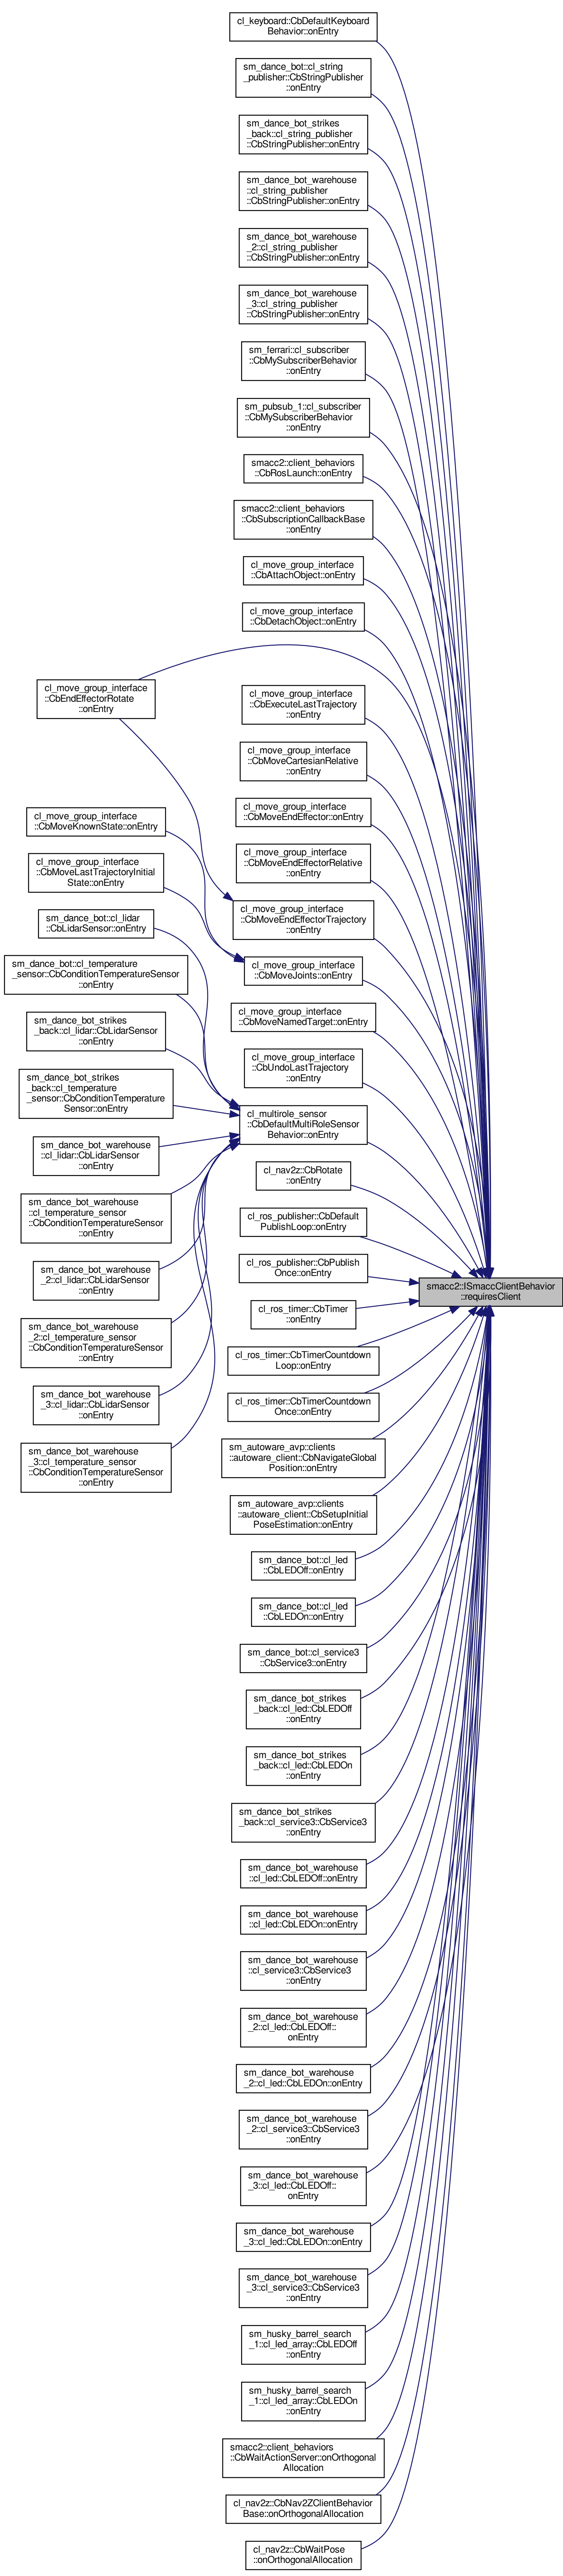 cl_keyboard::CbDefaultKeyboard
Behavior::onEntry
sm_dance_bot::cl_string
_publisher::CbStringPublisher
::onEntry
sm_dance_bot_strikes
_back::cl_string_publisher
::CbStringPublisher::onEntry
sm_dance_bot_warehouse
::cl_string_publisher
::CbStringPublisher::onEntry
sm_dance_bot_warehouse
_2::cl_string_publisher
::CbStringPublisher::onEntry
sm_dance_bot_warehouse
_3::cl_string_publisher
::CbStringPublisher::onEntry
sm_ferrari::cl_subscriber
::CbMySubscriberBehavior
::onEntry
sm_pubsub_1::cl_subscriber
::CbMySubscriberBehavior
::onEntry
smacc2::client_behaviors
::CbRosLaunch::onEntry
smacc2::client_behaviors
::CbSubscriptionCallbackBase
::onEntry
cl_move_group_interface
::CbAttachObject::onEntry
cl_move_group_interface
::CbDetachObject::onEntry
cl_move_group_interface
::CbEndEffectorRotate
::onEntry
cl_move_group_interface
::CbExecuteLastTrajectory
::onEntry
cl_move_group_interface
::CbMoveCartesianRelative
::onEntry
cl_move_group_interface
::CbMoveEndEffector::onEntry
cl_move_group_interface
::CbMoveKnownState::onEntry
cl_move_group_interface
::CbMoveEndEffectorRelative
::onEntry
cl_move_group_interface
::CbMoveLastTrajectoryInitial
State::onEntry
cl_move_group_interface
::CbMoveEndEffectorTrajectory
::onEntry
sm_dance_bot::cl_lidar
::CbLidarSensor::onEntry
cl_move_group_interface
::CbMoveJoints::onEntry
sm_dance_bot::cl_temperature
_sensor::CbConditionTemperatureSensor
::onEntry
cl_move_group_interface
::CbMoveNamedTarget::onEntry
sm_dance_bot_strikes
_back::cl_lidar::CbLidarSensor
::onEntry
cl_move_group_interface
::CbUndoLastTrajectory
::onEntry
sm_dance_bot_strikes
_back::cl_temperature
_sensor::CbConditionTemperature
Sensor::onEntry
cl_multirole_sensor
::CbDefaultMultiRoleSensor
Behavior::onEntry
sm_dance_bot_warehouse
::cl_lidar::CbLidarSensor
::onEntry
cl_nav2z::CbRotate
::onEntry
sm_dance_bot_warehouse
::cl_temperature_sensor
::CbConditionTemperatureSensor
::onEntry
cl_ros_publisher::CbDefault
PublishLoop::onEntry
sm_dance_bot_warehouse
_2::cl_lidar::CbLidarSensor
::onEntry
cl_ros_publisher::CbPublish
Once::onEntry
smacc2::ISmaccClientBehavior
::requiresClient
cl_ros_timer::CbTimer
::onEntry
sm_dance_bot_warehouse
_2::cl_temperature_sensor
::CbConditionTemperatureSensor
::onEntry
cl_ros_timer::CbTimerCountdown
Loop::onEntry
sm_dance_bot_warehouse
_3::cl_lidar::CbLidarSensor
::onEntry
cl_ros_timer::CbTimerCountdown
Once::onEntry
sm_dance_bot_warehouse
_3::cl_temperature_sensor
::CbConditionTemperatureSensor
::onEntry
sm_autoware_avp::clients
::autoware_client::CbNavigateGlobal
Position::onEntry
sm_autoware_avp::clients
::autoware_client::CbSetupInitial
PoseEstimation::onEntry
sm_dance_bot::cl_led
::CbLEDOff::onEntry
sm_dance_bot::cl_led
::CbLEDOn::onEntry
sm_dance_bot::cl_service3
::CbService3::onEntry
sm_dance_bot_strikes
_back::cl_led::CbLEDOff
::onEntry
sm_dance_bot_strikes
_back::cl_led::CbLEDOn
::onEntry
sm_dance_bot_strikes
_back::cl_service3::CbService3
::onEntry
sm_dance_bot_warehouse
::cl_led::CbLEDOff::onEntry
sm_dance_bot_warehouse
::cl_led::CbLEDOn::onEntry
sm_dance_bot_warehouse
::cl_service3::CbService3
::onEntry
sm_dance_bot_warehouse
_2::cl_led::CbLEDOff::
onEntry
sm_dance_bot_warehouse
_2::cl_led::CbLEDOn::onEntry
sm_dance_bot_warehouse
_2::cl_service3::CbService3
::onEntry
sm_dance_bot_warehouse
_3::cl_led::CbLEDOff::
onEntry
sm_dance_bot_warehouse
_3::cl_led::CbLEDOn::onEntry
sm_dance_bot_warehouse
_3::cl_service3::CbService3
::onEntry
sm_husky_barrel_search
_1::cl_led_array::CbLEDOff
::onEntry
sm_husky_barrel_search
_1::cl_led_array::CbLEDOn
::onEntry
smacc2::client_behaviors
::CbWaitActionServer::onOrthogonal
Allocation
cl_nav2z::CbNav2ZClientBehavior
Base::onOrthogonalAllocation
cl_nav2z::CbWaitPose
::onOrthogonalAllocation